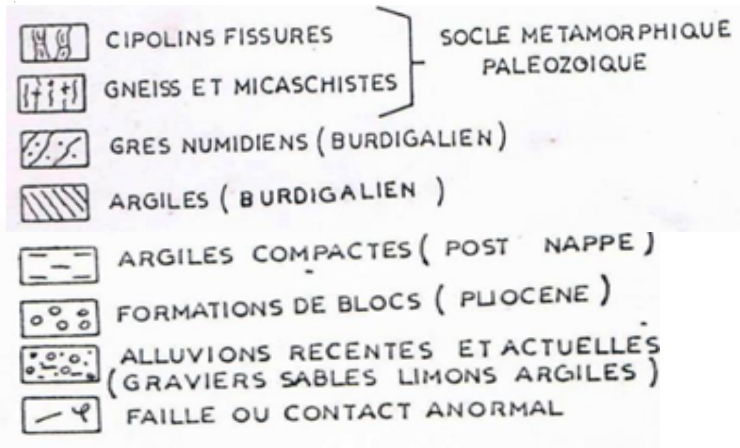 CIPOLINS FISSURES
SOCLE METAMORPHIQUE
PALEOZOIQUE
GNEISS ET MICASCHISTES
GRES NUMIDIENS (BURDIGALIEN)
ARGILES (BURDIGALIEN)
ARGILES COMPACTES (POST NAPPE)
FORMATIONS DE BLOCS (PLIOCENE)
ALLUVIONS RECENTES ET ACTUELLES
(GRAVIERS SABLES LIMONS ARGILES)
FAILLE OU CONTACT ANORMAL